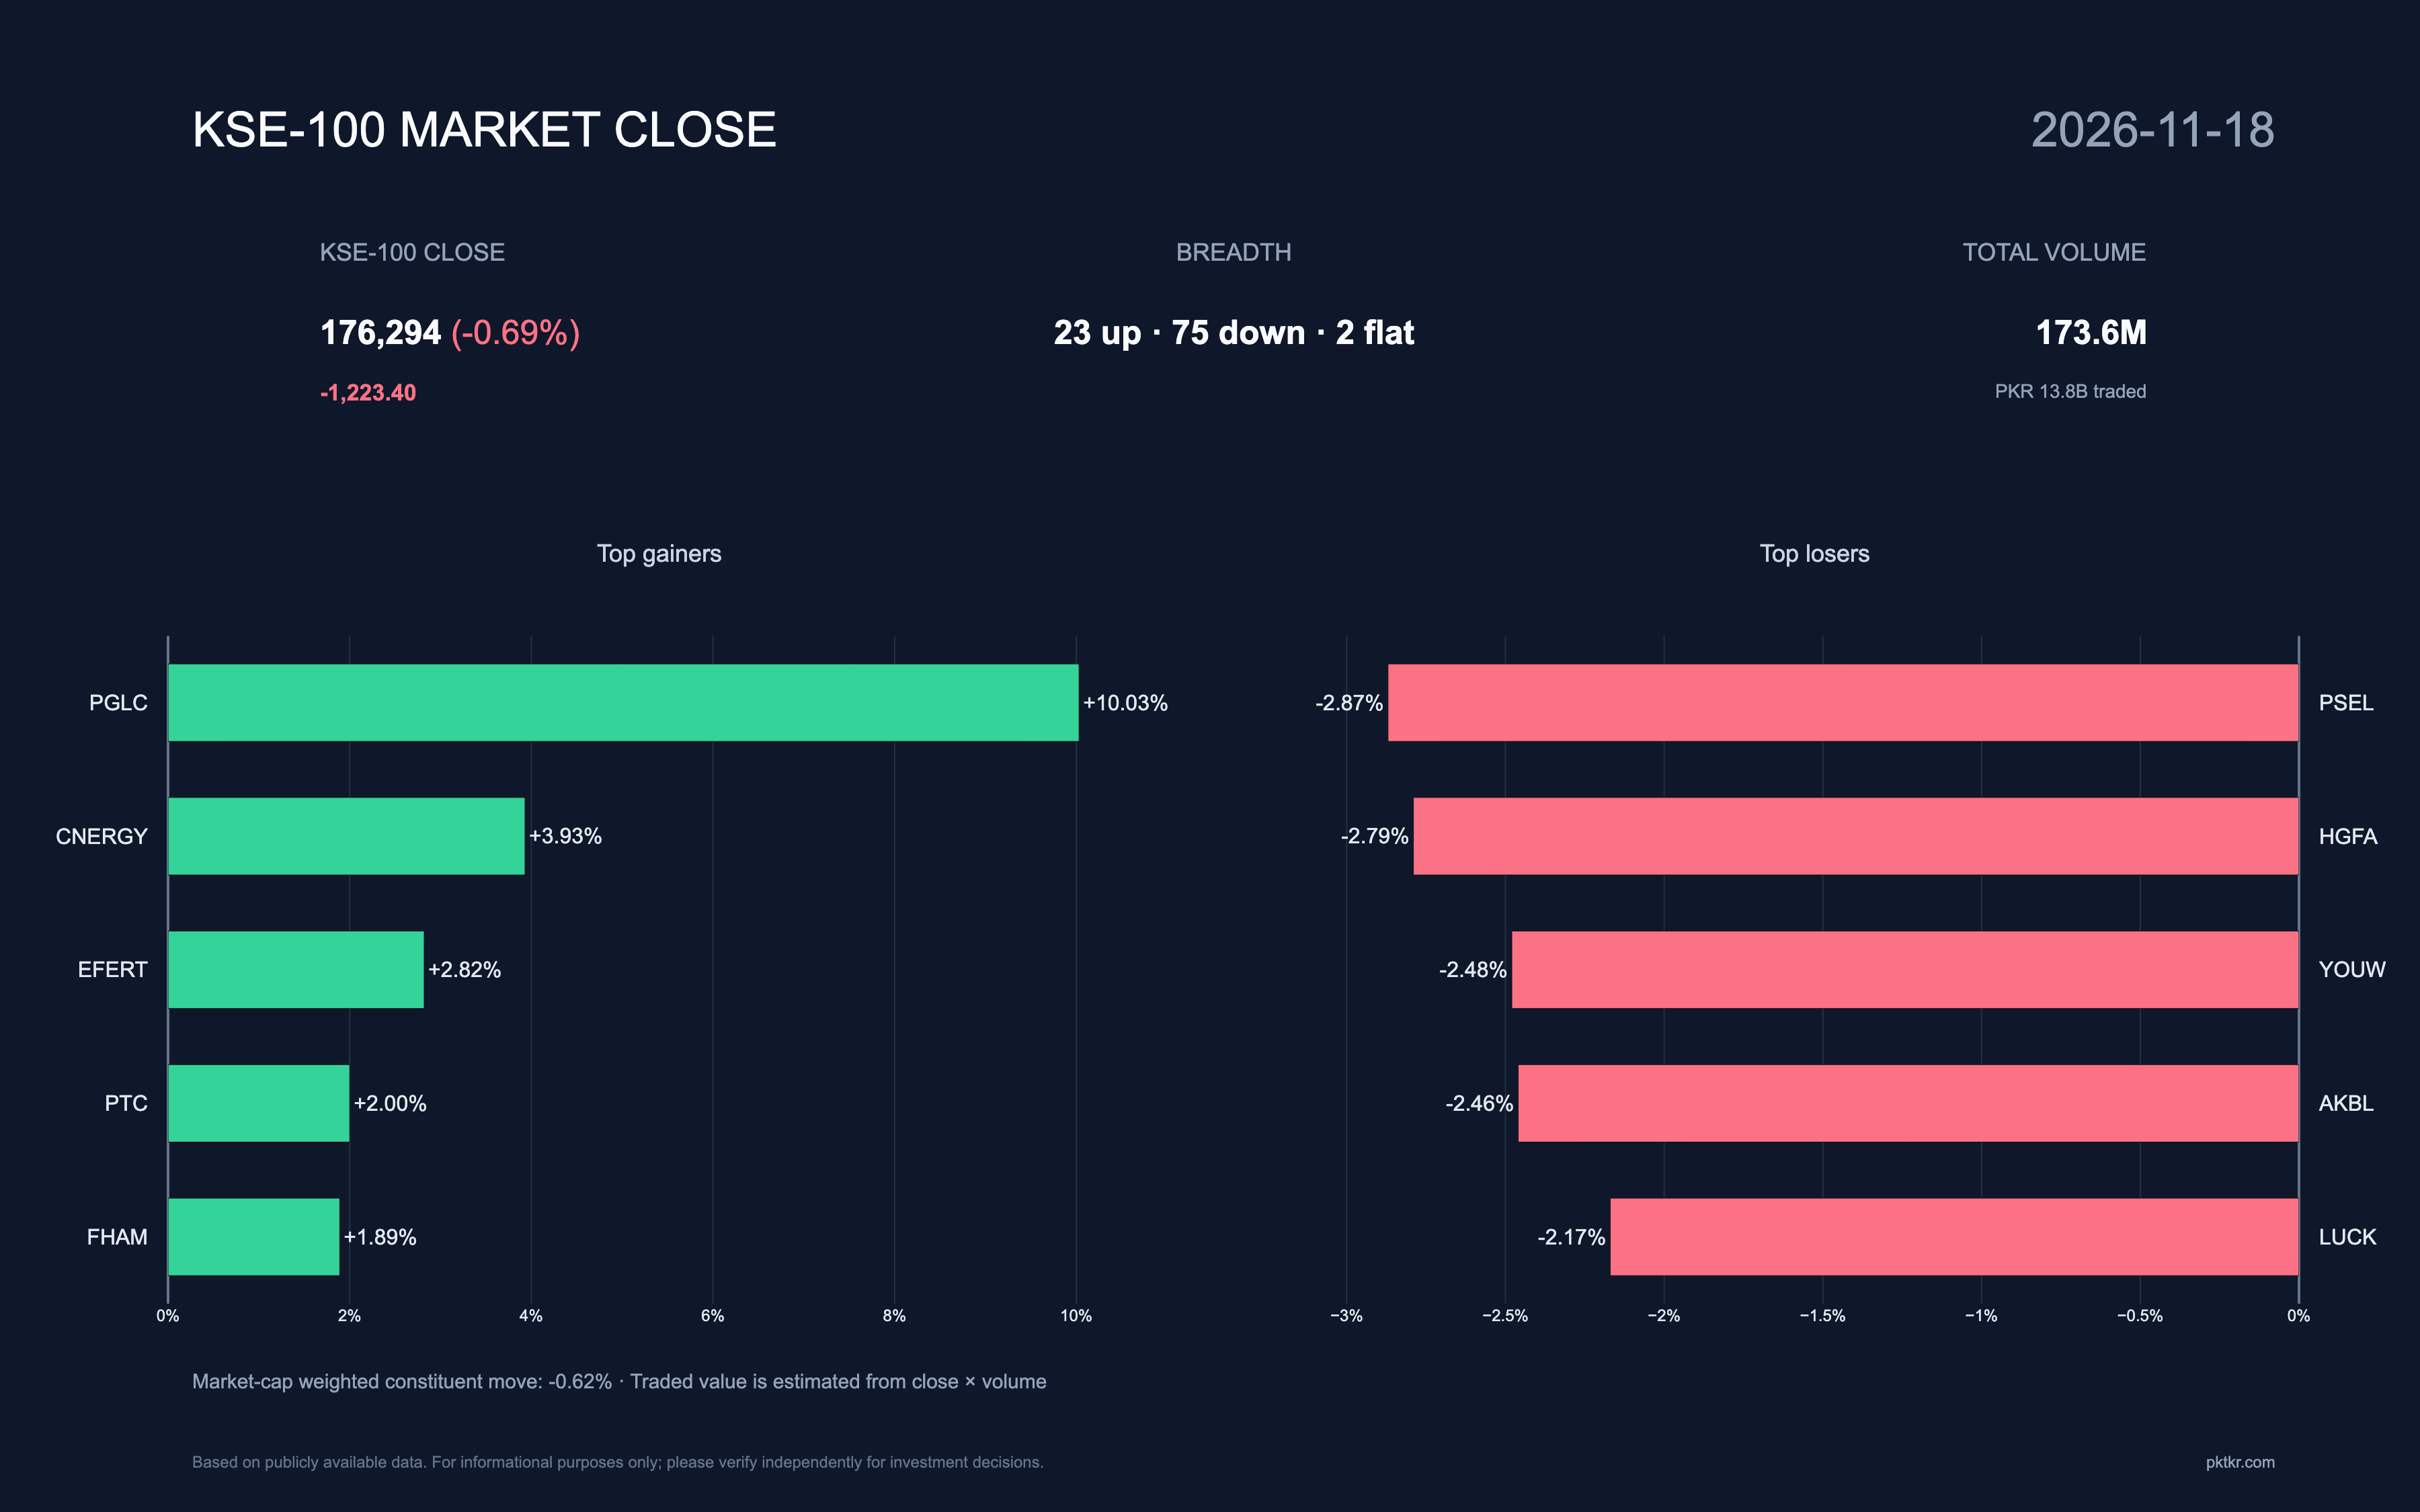 KSE-100 MARKET CLOSE
2026-11-18
KSE-100 CLOSE
176,294 (-0.69%)
-1,223.40
BREADTH
23 up · 75 down · 2 flat
TOTAL VOLUME
173.6M
PKR 13.8B traded
Top gainers
PGLC +10.03%
CNERGY +3.93%
EFERT +2.82%
PTC +2.00%
FHAM +1.89%
0% 2% 4% 6% 8% 10%
Top losers
-2.87% PSEL
-2.79% HGFA
-2.48% YOUW
-2.46% AKBL
-2.17% LUCK
−3% −2.5% −2% −1.5% −1% −0.5% 0%
Market-cap weighted constituent move: -0.62% · Traded value is estimated from close × volume
Based on publicly available data. For informational purposes only; please verify independently for investment decisions.
pktkr.com